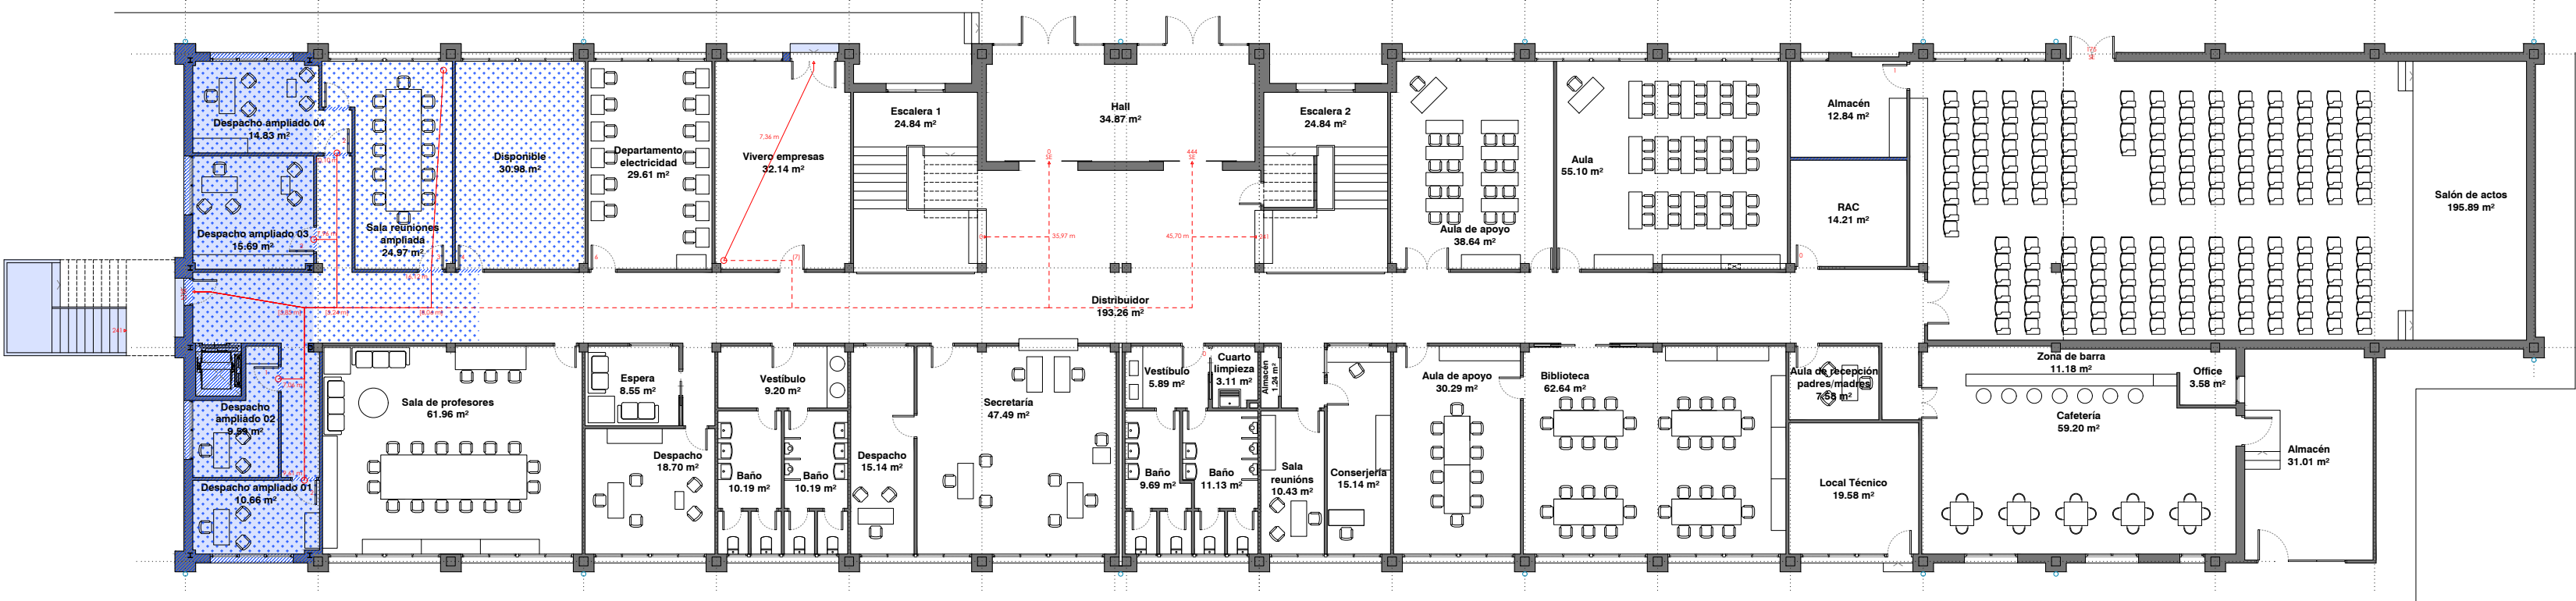 Despacho ampliado 04
14.83 m²
Despacho ampliado 03
15.69 m²
Sala reuniones
ampliada
24.97 m²
Disponible
30.98 m²
Departamento
electricidad
29.61 m²
7,36 m
Vivero empresas
32.14 m²
Escalera 1
24.84 m²
Hall
34.87 m²
Escalera 2
24.84 m²
444
SE
35,97 m
45,70 m
Aula de apoyo
38.64 m²
Aula
55.10 m²
Almacén
12.84 m²
RAC
14.21 m²
Salón de actos
195.89 m²
Distribuidor
193.26 m²
Despacho
ampliado 02
9.59 m²
Despacho ampliado 01
10.66 m²
Sala de profesores
61.96 m²
Espera
8.55 m²
Despacho
18.70 m²
Vestíbulo
9.20 m²
Baño
10.19 m²
Baño
10.19 m²
Despacho
15.14 m²
Secretaría
47.49 m²
Vestíbulo
5.89 m²
Cuarto
limpieza
3.11 m²
Almacén
1.24 m²
Baño
9.69 m²
Baño
11.13 m²
Sala
reunións
10.43 m²
Conserjería
15.14 m²
Aula de apoyo
30.29 m²
Biblioteca
62.64 m²
Aula de recepción
padres/madres
7.58 m²
Local Técnico
19.58 m²
Zona de barra
11.18 m²
Office
3.58 m²
Cafetería
59.20 m²
Almacén
31.01 m²